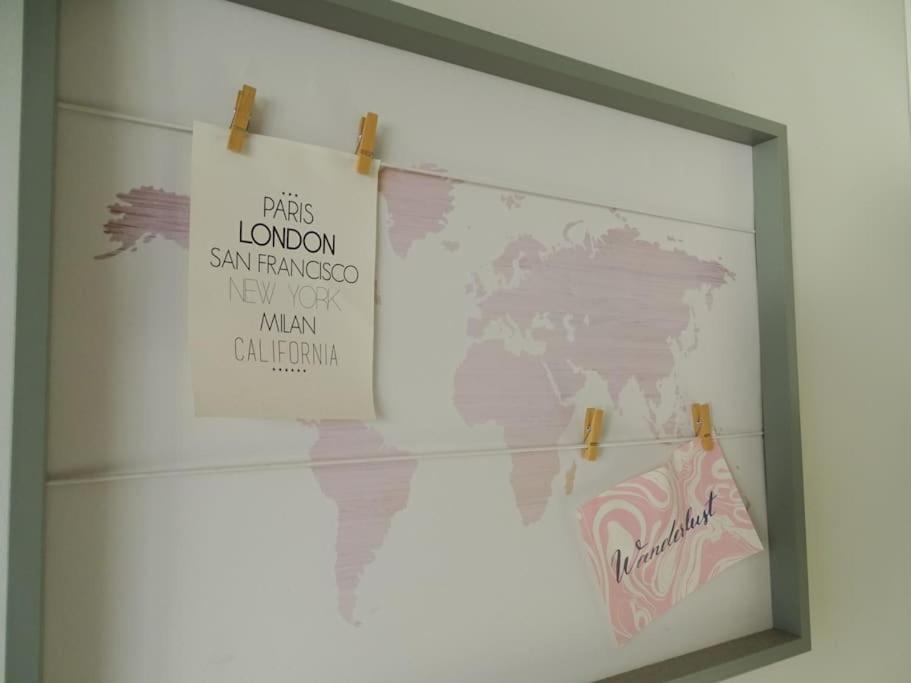 PARIS
LONDON
SAN FRANCISCO
NEW YORK
MILAN
CALIFORNIA
Wanderlust